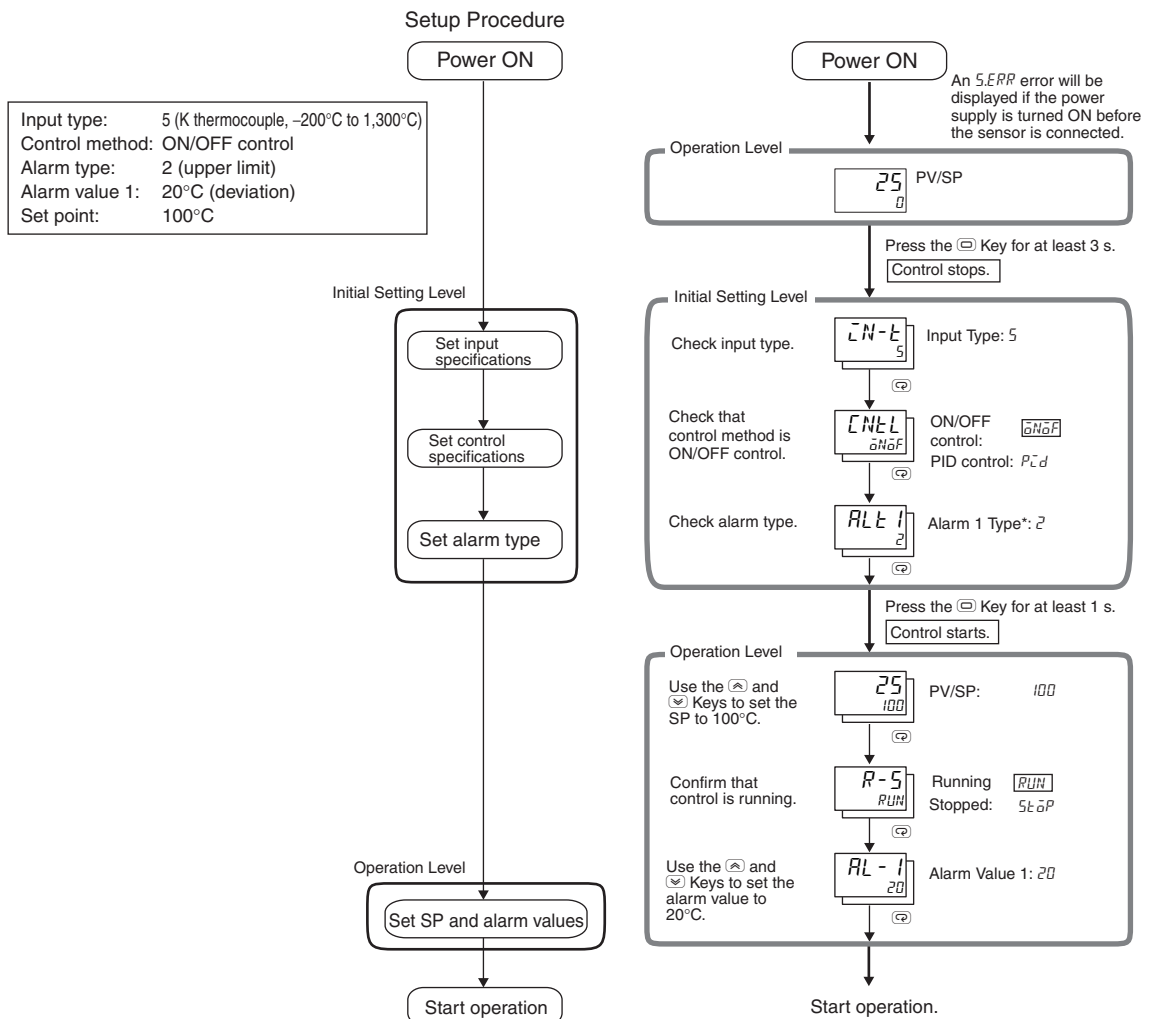 Setup Procedure
Power ON
Input type: 5 (K thermocouple, −200°C to 1,300°C)
Control method: ON/OFF control
Alarm type: 2 (upper limit)
Alarm value 1: 20°C (deviation)
Set point: 100°C
Initial Setting Level
Set input
specifications
Set control
specifications
Set alarm type
Operation Level
Set SP and alarm values
Start operation
Power ON
An S.ERR error will be
displayed if the power
supply is turned ON before
the sensor is connected.
Operation Level
25
0
PV/SP
Press the Key for at least 3 s.
Control stops.
Initial Setting Level
Check input type.
IN-t
5
Input Type: 5
Check that
control method is
ON/OFF control.
CNtL
oNoF
ON/OFF
control: oNoF
PID control: PId
Check alarm type.
ALt1
2
Alarm 1 Type*: 2
Press the Key for at least 1 s.
Control starts.
Operation Level
Use the and
Keys to set the
SP to 100°C.
25
100
PV/SP: 100
Confirm that
control is running.
R-S
RUN
Running RUN
Stopped: StoP
Use the and
Keys to set the
alarm value to
20°C.
AL-1
20
Alarm Value 1: 20
Start operation.